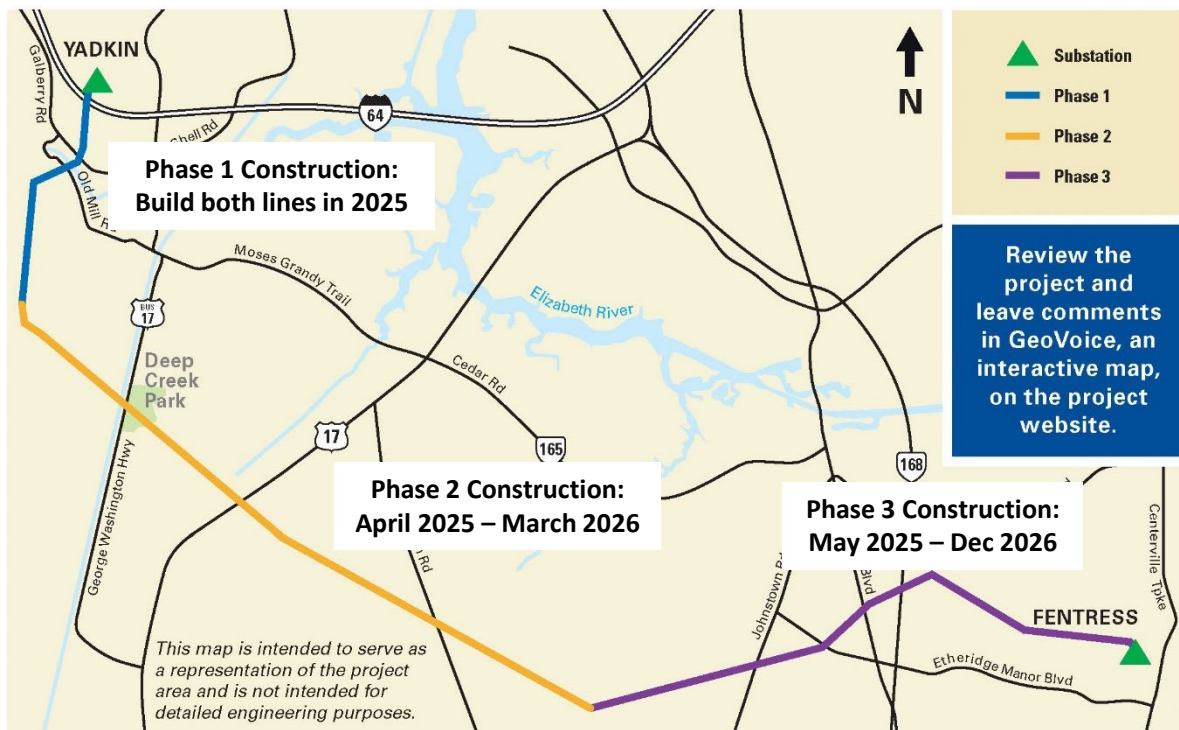 YADKIN
Galberry Rd
64
N
Shell Rd
Phase 1 Construction:
Build both lines in 2025
Old Mill R
Moses Grandy Trail
BUS
17
Elizabeth River
Deep
Creek
Park
Cedar Rd
17
165
168
George Washington Hwy
Phase 2 Construction:
April 2025 – March 2026
Rd
Phase 3 Construction:
May 2025 – Dec 2026
Johnstown Rd
Blvd
Centerville Tpke
FENTRESS
Etheridge Manor Blvd
This map is intended to serve as
a representation of the project
area and is not intended for
detailed engineering purposes.
Substation
Phase 1
Phase 2
Phase 3
Review the
project and
leave comments
in GeoVoice, an
interactive map,
on the project
website.